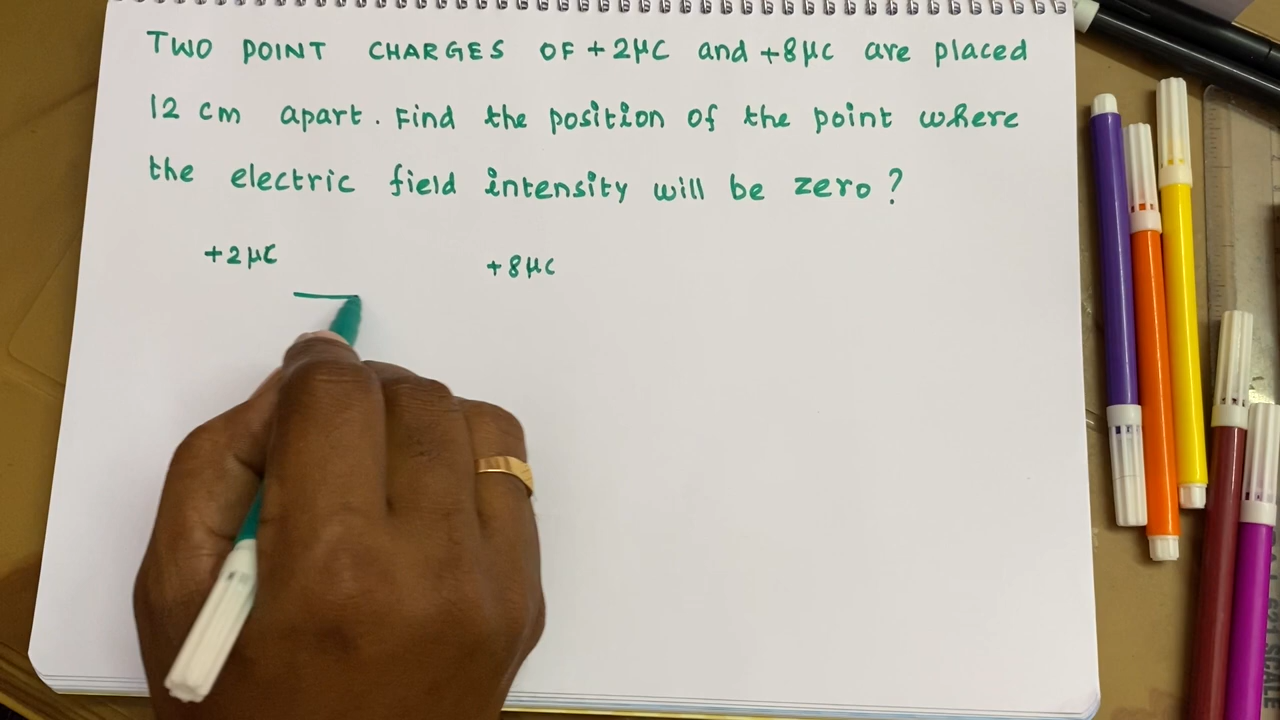 TWO POINT CHARGES OF +2μC and +8μc are placed
12 cm apart. Find the position of the point where
the electric field intensity will be zero?
+2μC +8μc